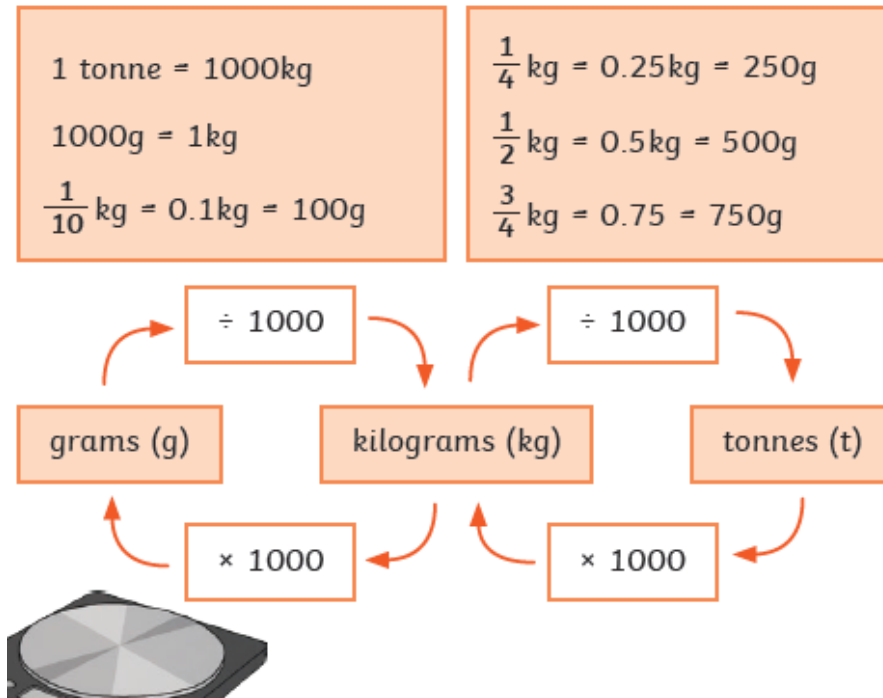 1 tonne = 1000kg
1000g = 1kg
1/10 kg = 0.1kg = 100g
1/4 kg = 0.25kg = 250g
1/2 kg = 0.5kg = 500g
3/4 kg = 0.75 = 750g
÷ 1000
÷ 1000
grams (g)
kilograms (kg)
tonnes (t)
× 1000
× 1000